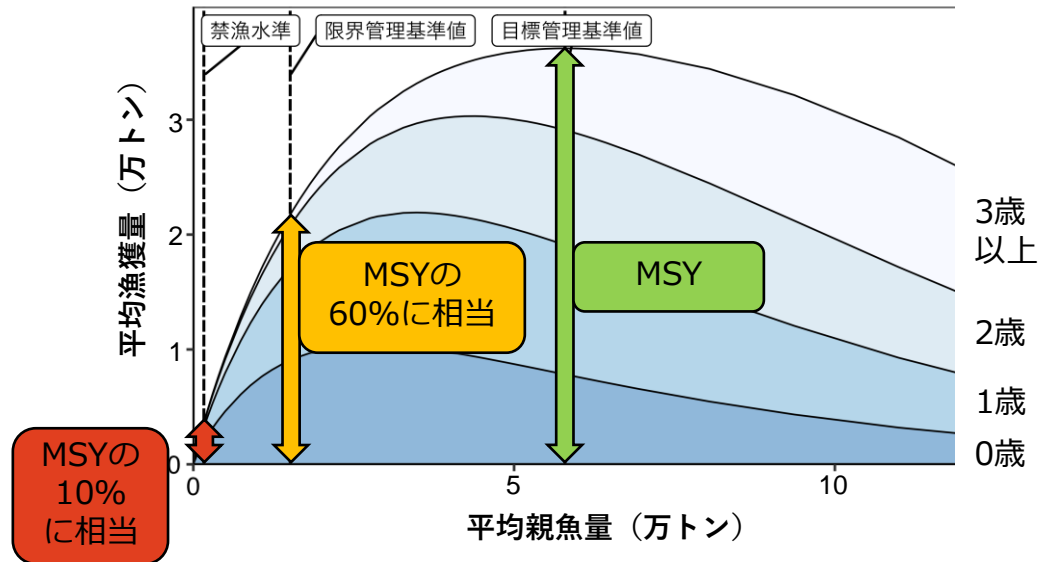 禁漁水準
限界管理基準値
目標管理基準値
平均漁獲量（万トン）
3
2
1
0
MSYの
60%に相当
MSY
MSYの
10%
に相当
3歳
以上
2歳
1歳
0歳
0
5
10
平均親魚量（万トン）